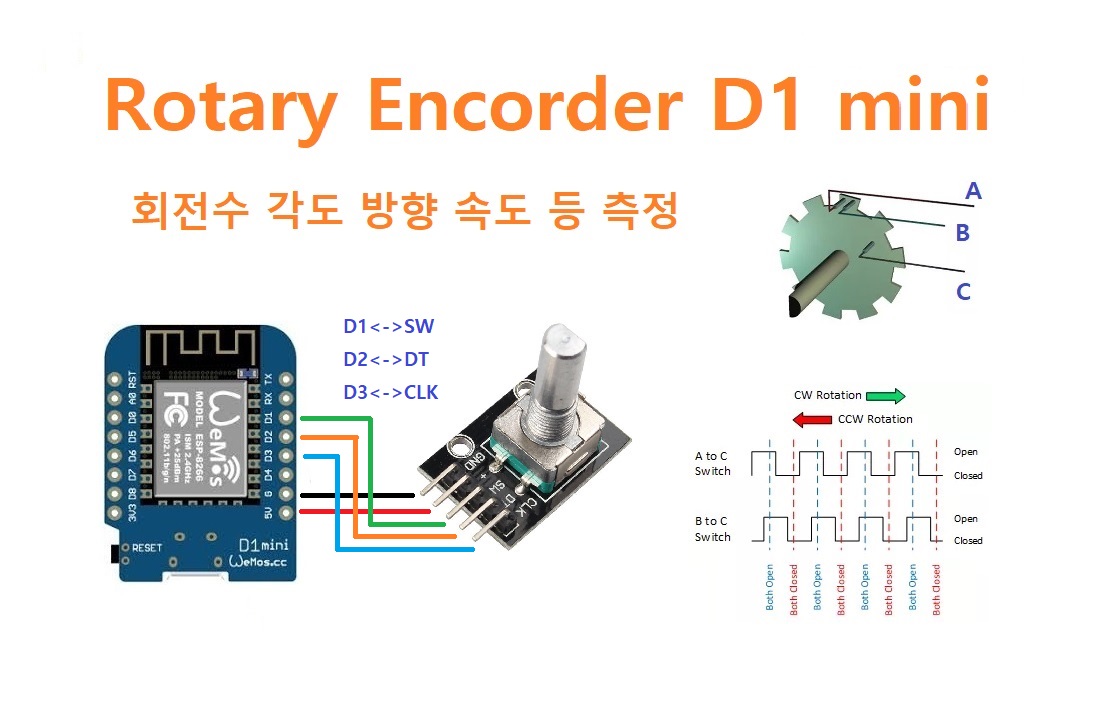 Rotary Encorder D1 mini
회전수 각도 방향 속도 등 측정
A
B
C
D1<->SW
D2<->DT
D3<->CLK
RST
A0
D0
D5
D6
D7
D8
3V3
TX
RX
D1
D2
D3
D4
G
5V
WeMos
MODEL ESP-8266
ISM 2.4GHz
PA +25dBm
802.11b/g/n
FC
RESET
D1mini
WeMos.cc
GND
+
SW
DT
CLK
CW Rotation
CCW Rotation
A to C
Switch
Open
Closed
B to C
Switch
Open
Closed
Both Open
Both Closed
Both Open
Both Closed
Both Open
Both Closed
Both Open
Both Closed